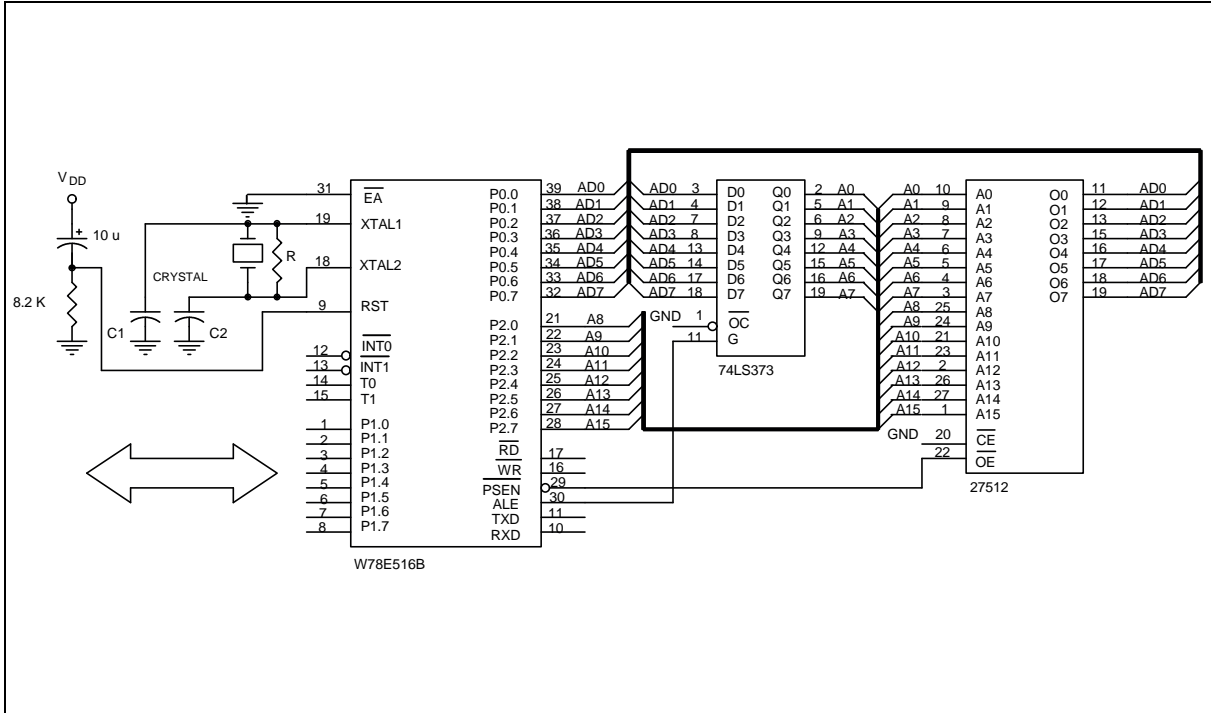 V DD
10 u
8.2 K
CRYSTAL
R
C1
C2
31 EA
19 XTAL1
18 XTAL2
9 RST
12 INT0
13 INT1
14 T0
15 T1
1 P1.0
2 P1.1
3 P1.2
4 P1.3
5 P1.4
6 P1.5
7 P1.6
8 P1.7
P0.0 39 AD0
P0.1 38 AD1
P0.2 37 AD2
P0.3 36 AD3
P0.4 35 AD4
P0.5 34 AD5
P0.6 33 AD6
P0.7 32 AD7
P2.0 21 A8
P2.1 22 A9
P2.2 23 A10
P2.3 24 A11
P2.4 25 A12
P2.5 26 A13
P2.6 27 A14
P2.7 28 A15
RD 17
WR 16
PSEN 29
ALE 30
TXD 11
RXD 10
W78E516B
AD0 3 D0 Q0 2 A0
AD1 4 D1 Q1 5 A1
AD2 7 D2 Q2 6 A2
AD3 8 D3 Q3 9 A3
AD4 13 D4 Q4 12 A4
AD5 14 D5 Q5 15 A5
AD6 17 D6 Q6 16 A6
AD7 18 D7 Q7 19 A7
GND 1 OC
11 G
74LS373
A0 10 A0 O0 11 AD0
A1 9 A1 O1 12 AD1
A2 8 A2 O2 13 AD2
A3 7 A3 O3 15 AD3
A4 6 A4 O4 16 AD4
A5 5 A5 O5 17 AD5
A6 4 A6 O6 18 AD6
A7 3 A7 O7 19 AD7
A8 25 A8
A9 24 A9
A10 21 A10
A11 23 A11
A12 2 A12
A13 26 A13
A14 27 A14
A15 1 A15
GND 20 CE
22 OE
27512